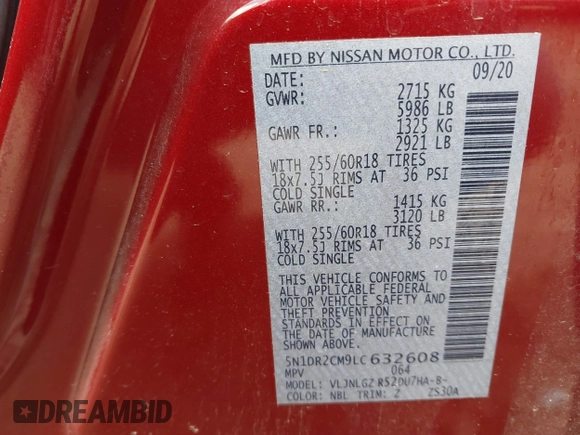 MFD BY NISSAN MOTOR CO., LTD.
DATE: 09/20
GVWR: 2715 KG
5986 LB
GAWR FR.: 1325 KG
2921 LB
WITH 255/60R18 TIRES
18x7.5J RIMS AT 36 PSI
COLD SINGLE
GAWR RR.: 1415 KG
3120 LB
WITH 255/60R18 TIRES
18x7.5J RIMS AT 36 PSI
COLD SINGLE
THIS VEHICLE CONFORMS TO
ALL APPLICABLE FEDERAL
MOTOR VEHICLE SAFETY AND
THEFT PREVENTION
STANDARDS IN EFFECT ON
THE DATE OF MANUFACTURE
SHOWN ABOVE.
5N1DR2CM9LC632608
MPV 064
MODEL: VLJNLGZ R52DU7HA-B-
COLOR: NBL TRIM: Z ZS30A
DREAMBID